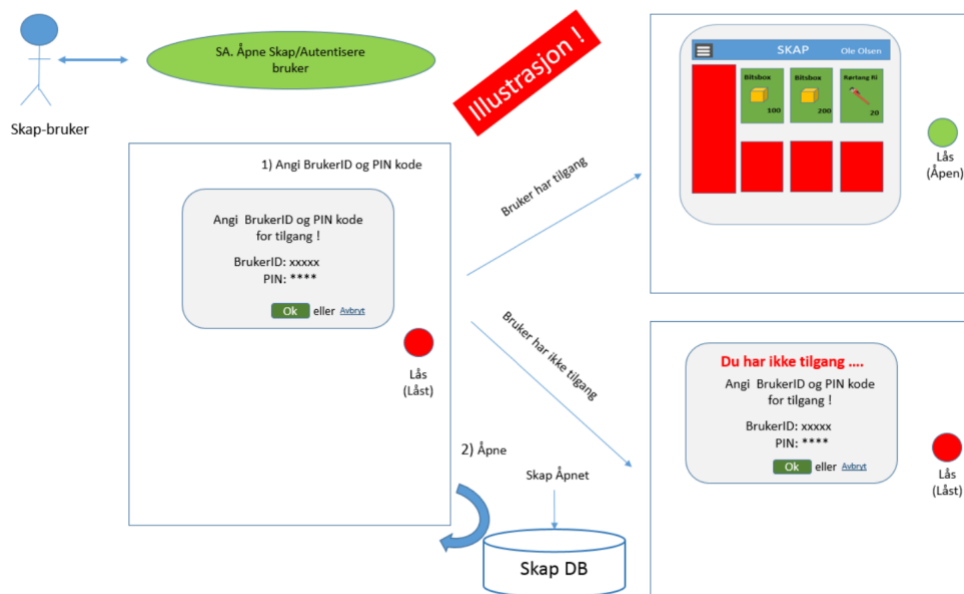 SA. Åpne Skap/Autentisere
bruker
Skap-bruker
Illustrasjon !
1) Angi BrukerID og PIN kode
Angi BrukerID og PIN kode
for tilgang !
BrukerID: xxxxx
PIN: ****
Ok eller Avbryt
Lås
(Låst)
2) Åpne
Bruker har tilgang
Bruker har ikke tilgang
SKAP
Ole Olsen
Bitsbox
100
Bitsbox
200
Rørtang Ri
20
Lås
(Åpen)
Du har ikke tilgang ....
Angi BrukerID og PIN kode
for tilgang !
BrukerID: xxxxx
PIN: ****
Ok eller Avbryt
Lås
(Låst)
Skap Åpnet
Skap DB